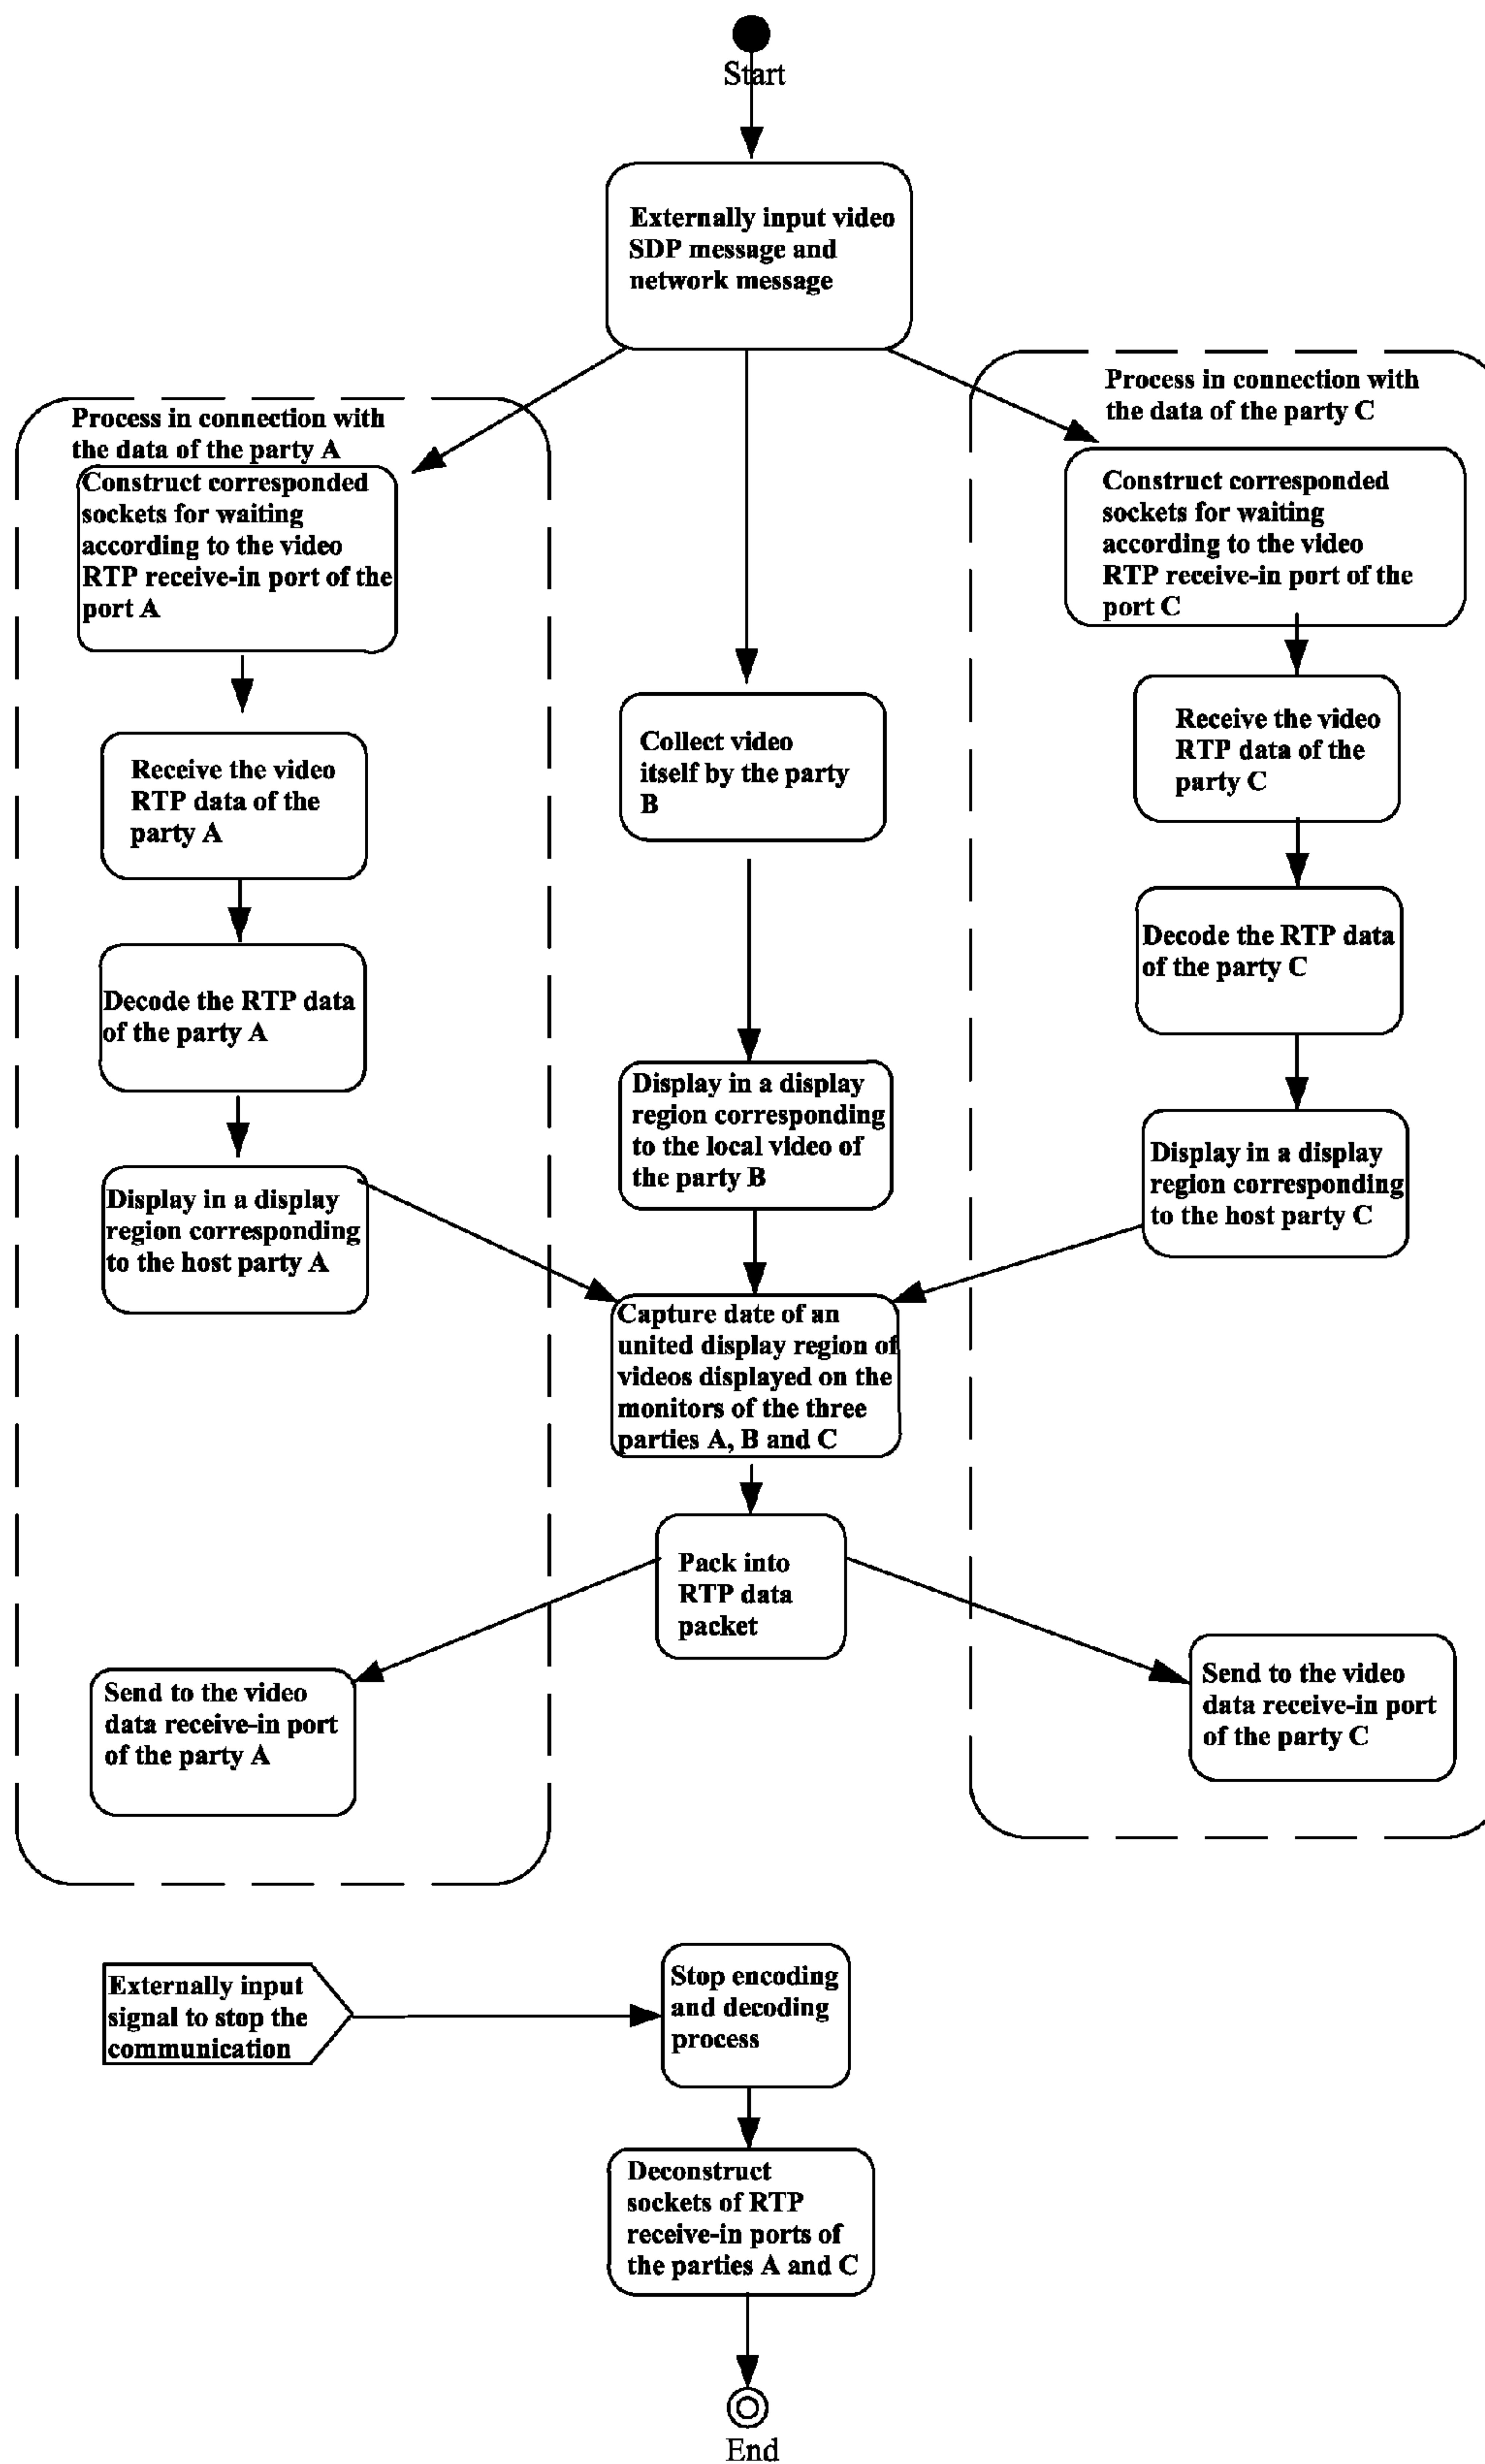 Start
Externally input video
SDP message and
network message
Process in connection with
the data of the party A
Construct corresponded
sockets for waiting
according to the video
RTP receive-in port of the
port A
Receive the video
RTP data of the
party A
Decode the RTP data
of the party A
Display in a display
region corresponding
to the host party A
Collect video
itself by the party
B
Display in a display
region corresponding
to the local video of
the party B
Process in connection with
the data of the party C
Construct corresponded
sockets for waiting
according to the video
RTP receive-in port of the
port C
Receive the video
RTP data of the
party C
Decode the RTP data
of the party C
Display in a display
region corresponding
to the host party C
Capture date of an
united display region of
videos displayed on the
monitors of the three
parties A, B and C
Pack into
RTP data
packet
Send to the video
data receive-in port
of the party A
Send to the video
data receive-in port
of the party C
Externally input
signal to stop the
communication
Stop encoding
and decoding
process
Deconstruct
sockets of RTP
receive-in ports of
the parties A and C
End